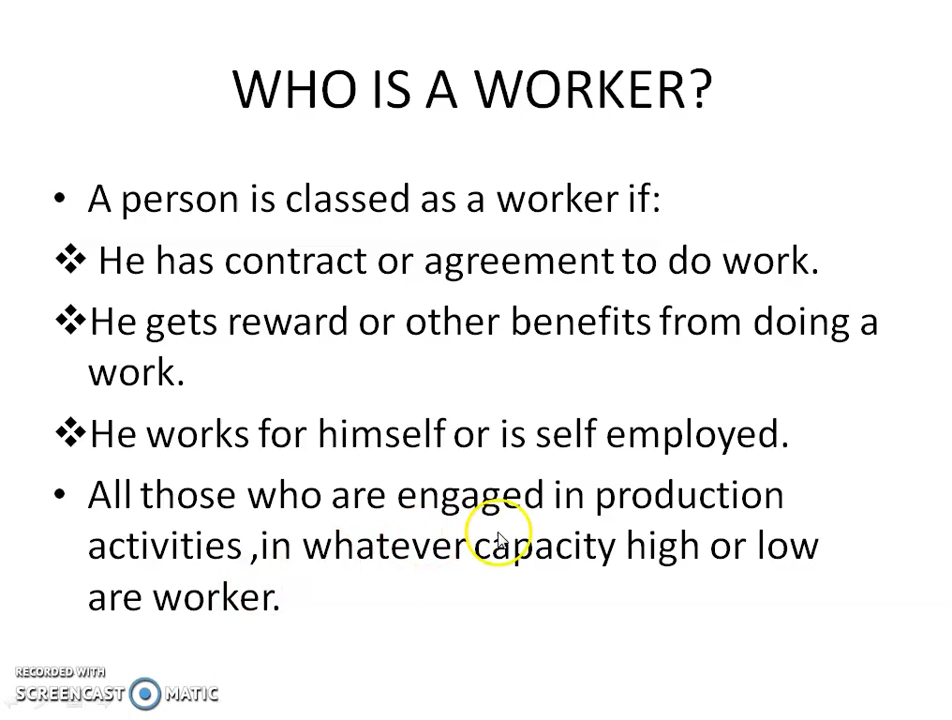 WHO IS A WORKER?
• A person is classed as a worker if:
❖ He has contract or agreement to do work.
❖He gets reward or other benefits from doing a
work.
❖He works for himself or is self employed.
• All those who are engaged in production
activities ,in whatever capacity high or low
are worker.
RECORDED WITH
SCREENCAST MATIC